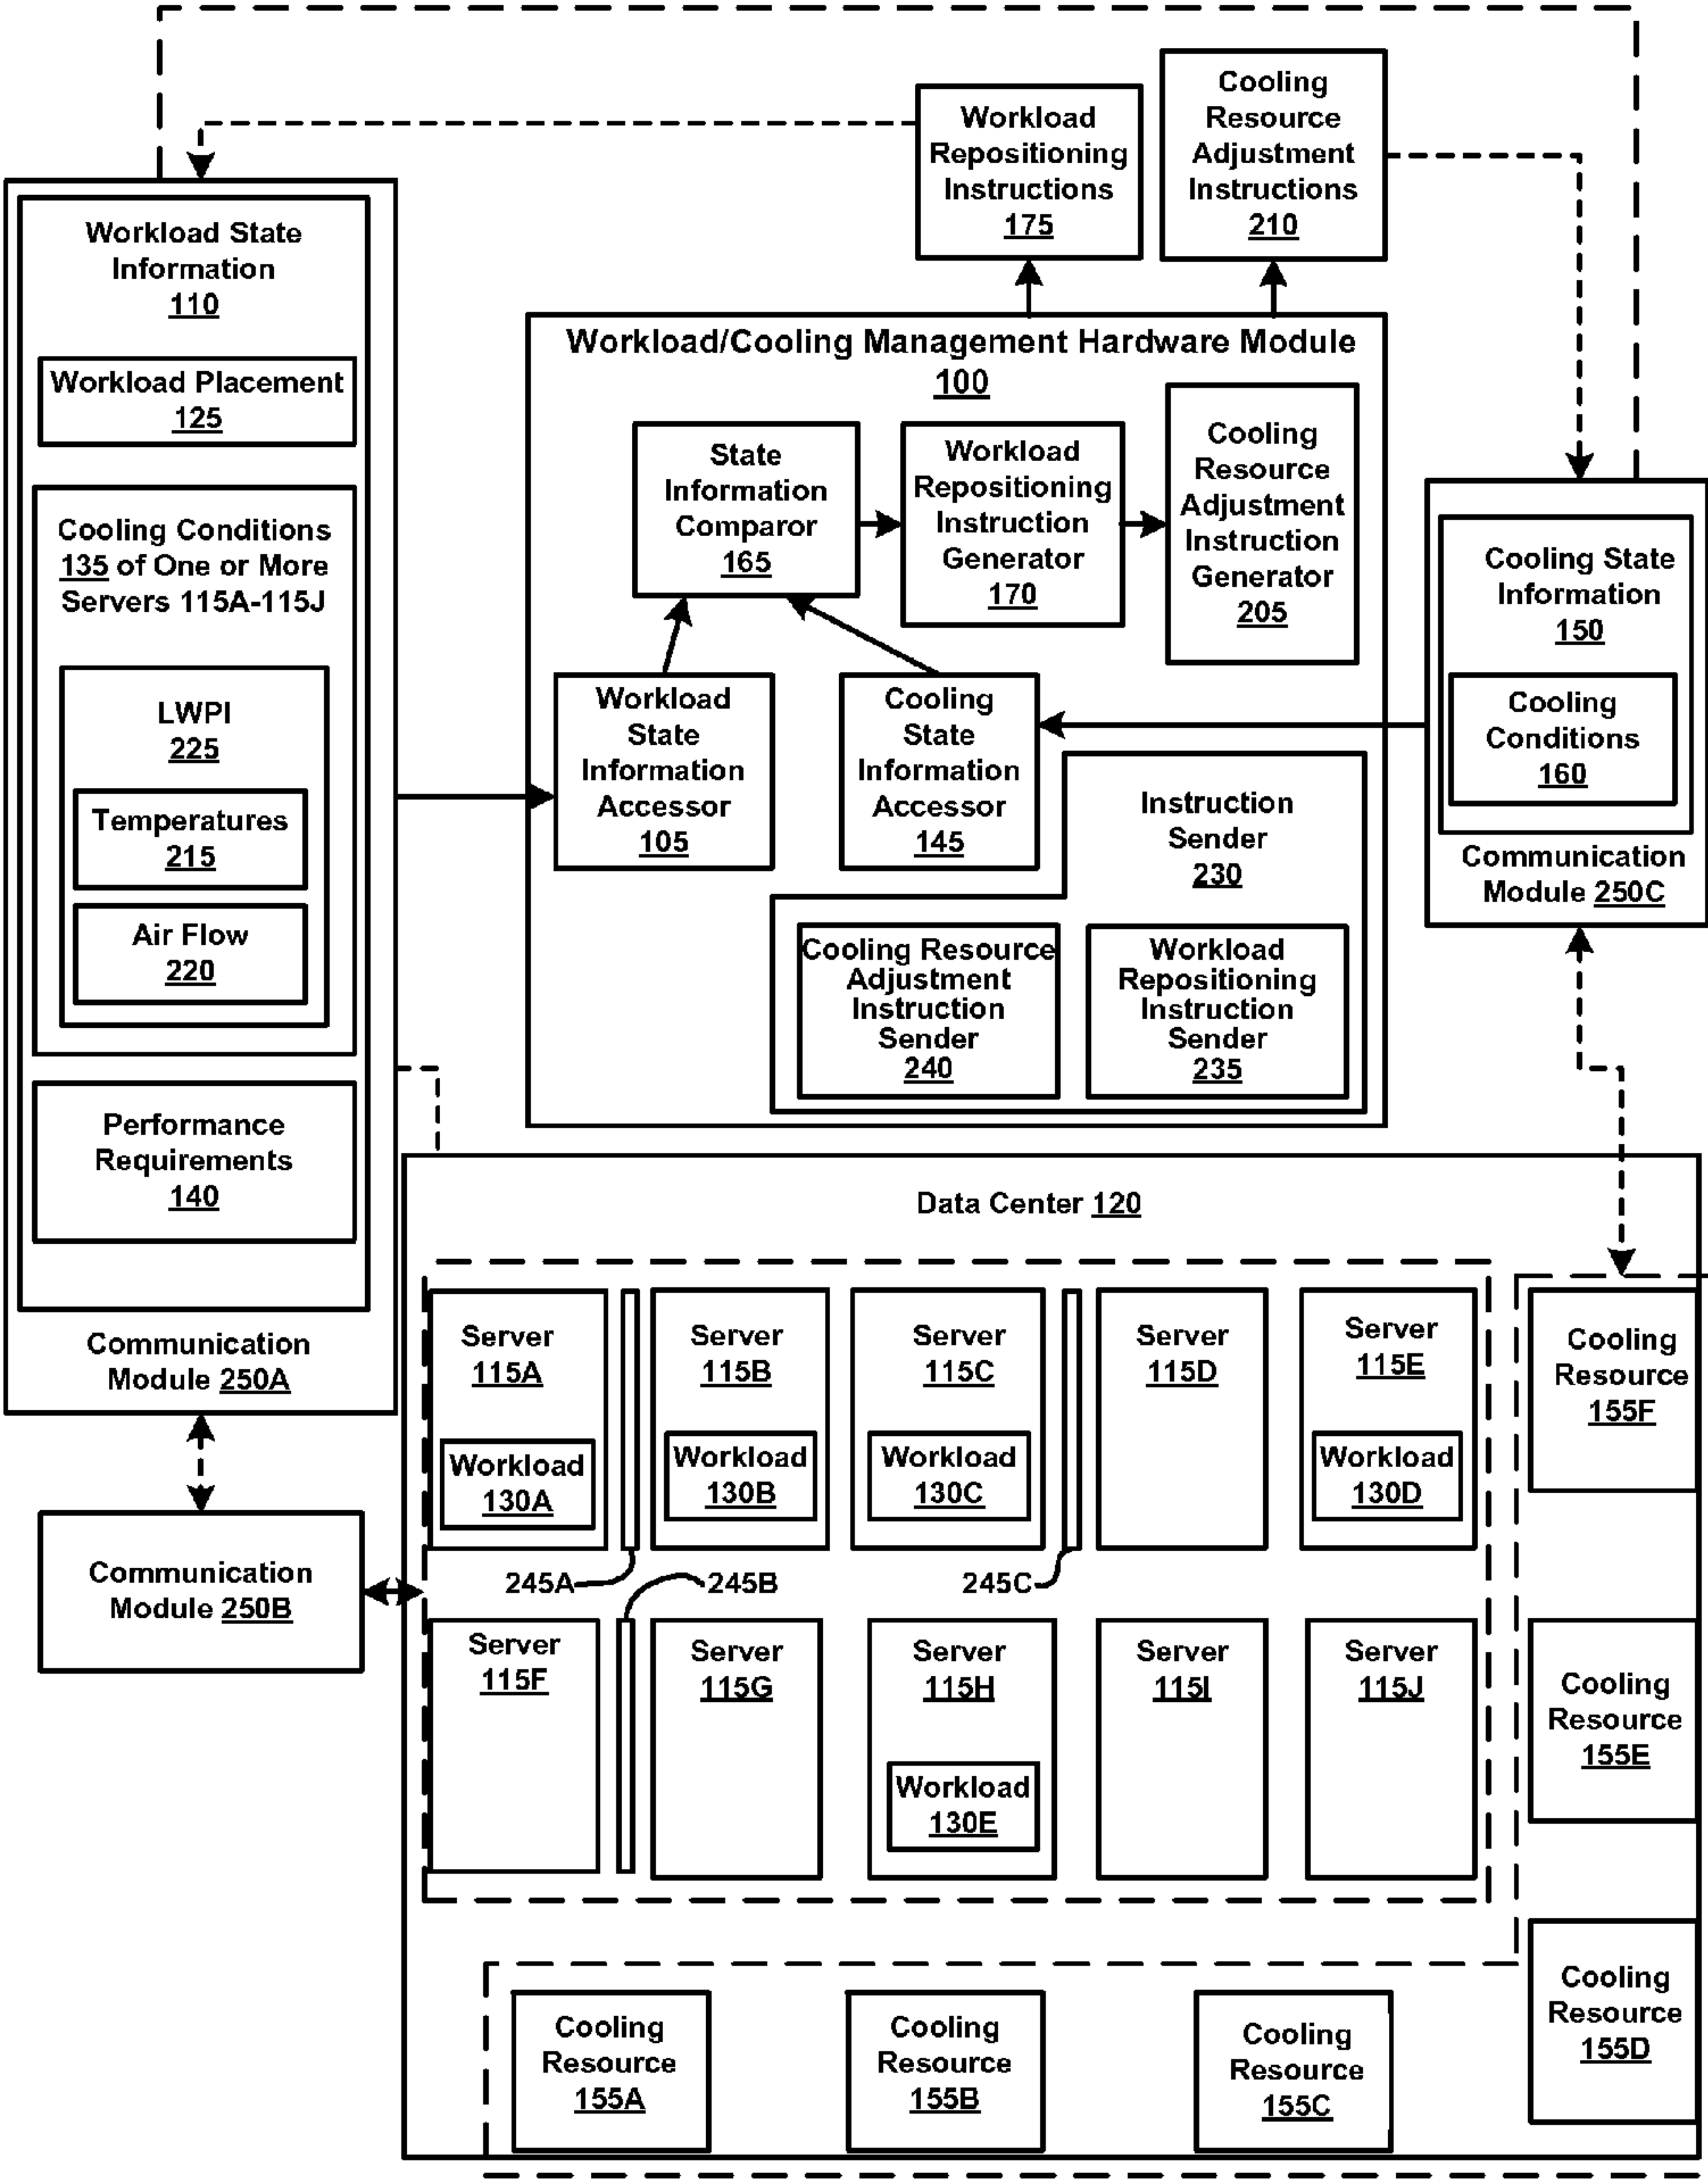 Workload
Repositioning
Instructions
175
Cooling
Resource
Adjustment
Instructions
210
Workload State
Information
110
Workload Placement
125
Cooling Conditions
135 of One or More
Servers 115A-115J
LWPI
225
Temperatures
215
Air Flow
220
Performance
Requirements
140
Communication
Module 250A
Workload/Cooling Management Hardware Module
100
State
Information
Comparor
165
Workload
Repositioning
Instruction
Generator
170
Cooling
Resource
Adjustment
Instruction
Generator
205
Workload
State
Information
Accessor
105
Cooling
State
Information
Accessor
145
Instruction
Sender
230
Cooling Resource
Adjustment
Instruction
Sender
240
Workload
Repositioning
Instruction
Sender
235
Cooling State
Information
150
Cooling
Conditions
160
Communication
Module 250C
Data Center 120
Server
115A
Workload
130A
Server
115B
Workload
130B
Server
115C
Workload
130C
Server
115D
Server
115E
Workload
130D
245A
245B
245C
Communication
Module 250B
Server
115F
Server
115G
Server
115H
Workload
130E
Server
115I
Server
115J
Cooling
Resource
155F
Cooling
Resource
155E
Cooling
Resource
155D
Cooling
Resource
155A
Cooling
Resource
155B
Cooling
Resource
155C